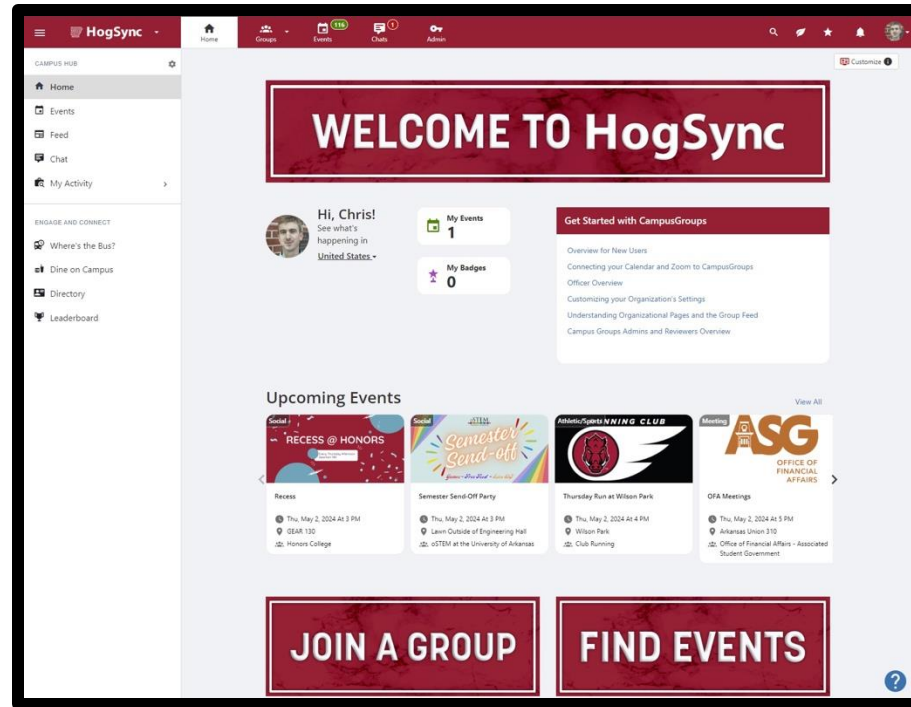 HogSync
Home
Groups
116
Events
1
Chats
Admin
Customize
CAMPUS HUB
Home
Events
Feed
Chat
My Activity
ENGAGE AND CONNECT
Where's the Bus?
Dine on Campus
Directory
Leaderboard
WELCOME TO HogSync
Hi, Chris!
See what's
happening in
United States
My Events
1
My Badges
0
Get Started with CampusGroups
Overview for New Users
Connecting your Calendar and Zoom to CampusGroups
Officer Overview
Customizing your Organization's Settings
Understanding Organizational Pages and the Group Feed
Campus Groups Admins and Reviewers Overview
Upcoming Events
View All
Social
RECESS @ HONORS
Recess
Thu, May 2, 2024 At 3 PM
GEAR 130
Honors College
Social
oSTEM
Semester
Send-off
Semester Send-Off Party
Thu, May 2, 2024 At 3 PM
Lawn Outside of Engineering Hall
oSTEM at the University of Arkansas
Athletic/Sports
NNING CLUB
Thursday Run at Wilson Park
Thu, May 2, 2024 At 4 PM
Wilson Park
Club Running
Meeting
ASG
OFFICE OF
FINANCIAL
AFFAIRS
OFA Meetings
Thu, May 2, 2024 At 5 PM
Arkansas Union 310
Office of Financial Affairs - Associated
Student Government
JOIN A GROUP
FIND EVENTS
?